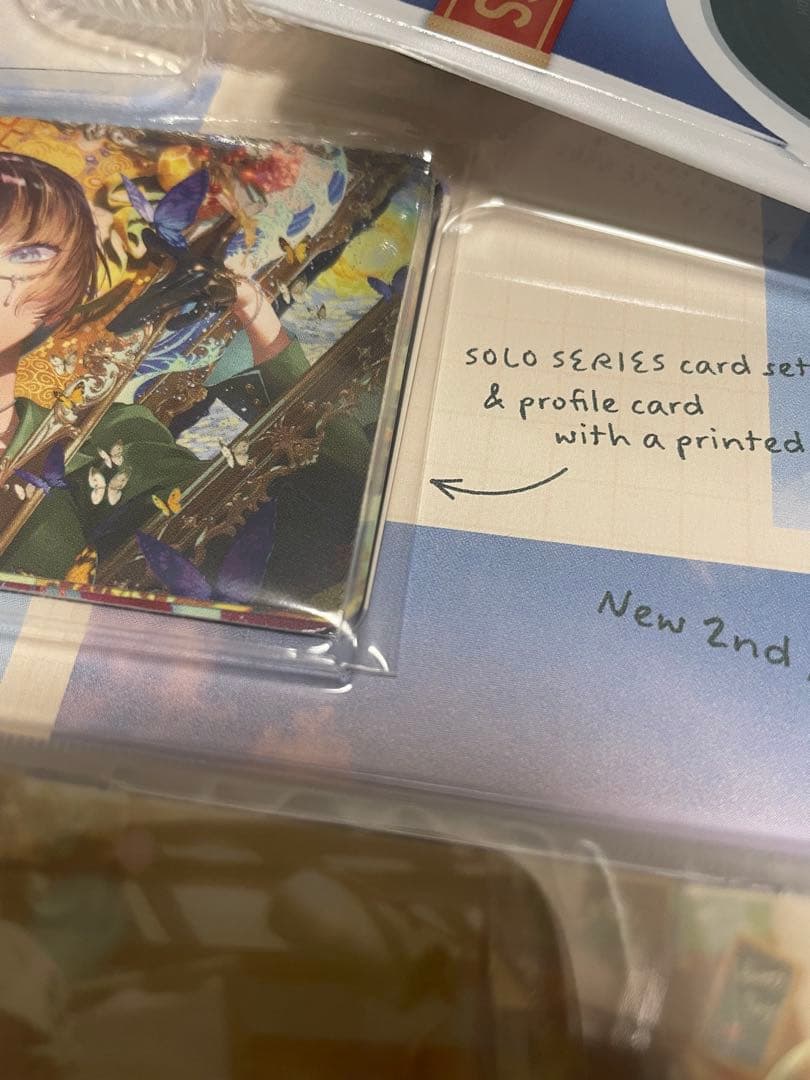 SOLO SERIES card set
& profile card
with a printed
New 2nd